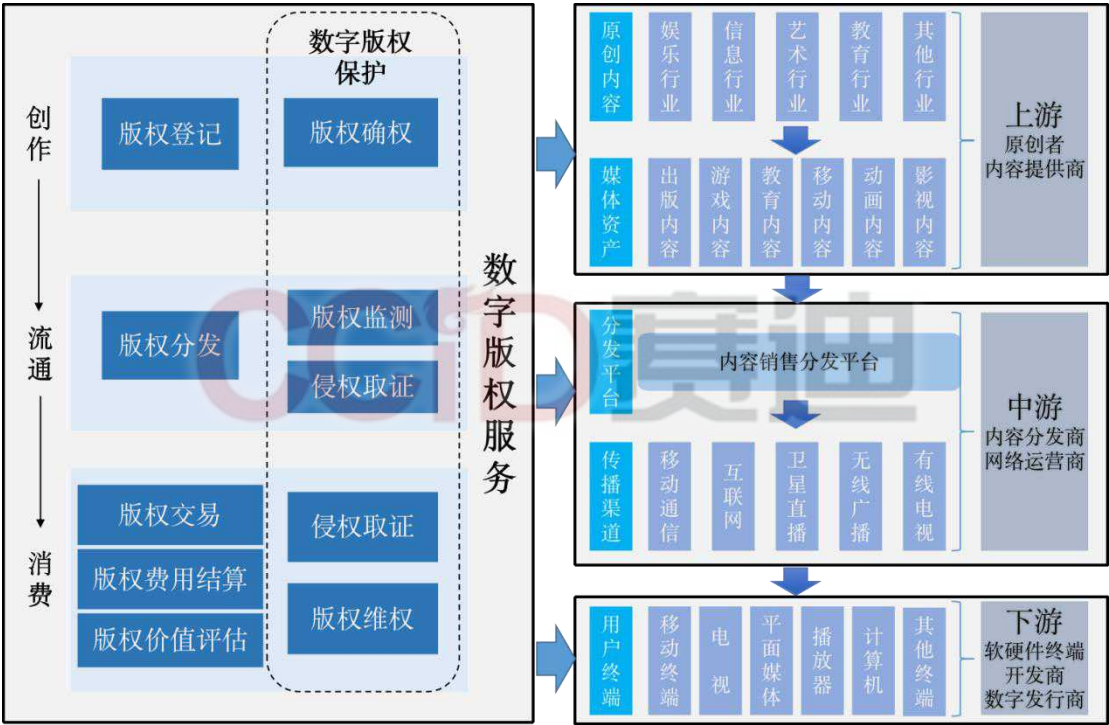 数字版权
保护
创作
版权登记
版权确权
流通
版权分发
版权监测
侵权取证
消费
版权交易
版权费用结算
版权价值评估
侵权取证
版权维权
数字版权服务
原创内容
娱乐行业
信息行业
艺术行业
教育行业
其他行业
媒体资产
出版内容
游戏内容
教育内容
移动内容
动画内容
影视内容
上游
原创者
内容提供商
分发平台
内容销售分发平台
传播渠道
移动通信
互联网
卫星直播
无线广播
有线电视
中游
内容分发商
网络运营商
用户终端
移动终端
电视
平面媒体
播放器
计算机
其他终端
下游
软硬件终端
开发商
数字发行商
CCiD赛迪